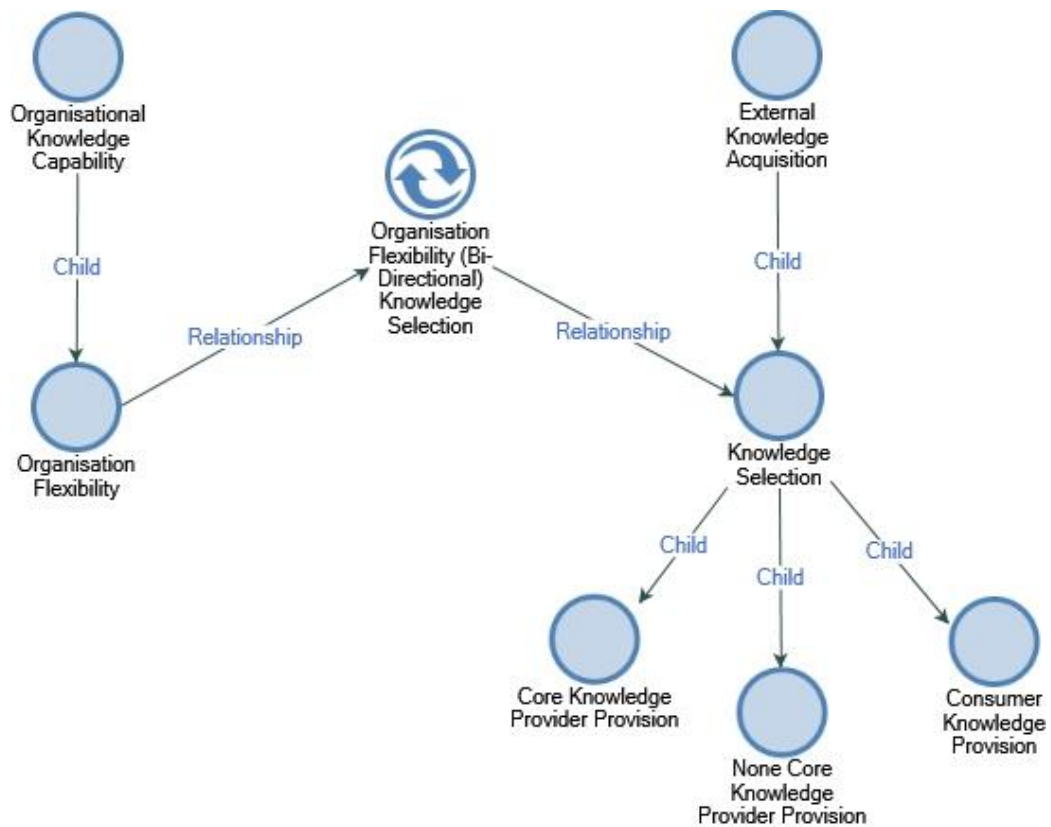 Organisational
Knowledge
Capability
External
Knowledge
Acquisition
Organisation
Flexibility (Bi-
Directional)
Knowledge
Selection
Child
Child
Relationship
Relationship
Organisation
Flexibility
Knowledge
Selection
Child
Child
Child
Core Knowledge
Provider Provision
None Core
Knowledge
Provider Provision
Consumer
Knowledge
Provision